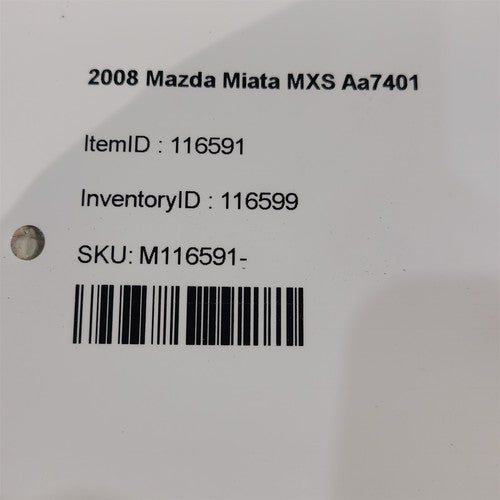 2008 Mazda Miata MXS Aa7401
ItemID : 116591
InventoryID : 116599
SKU: M116591-